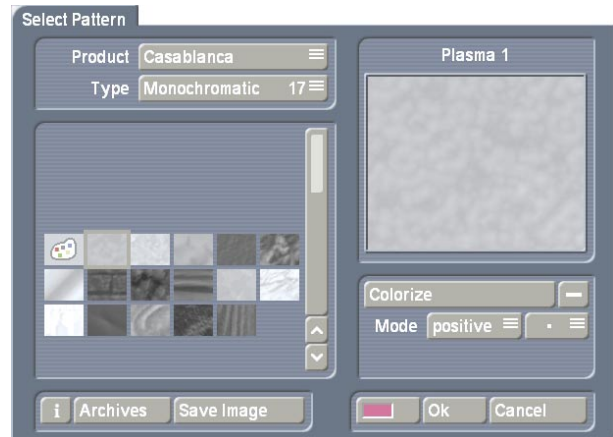 Select Pattern
Product Casablanca
Type Monochromatic 17
Plasma 1
Colorize
Mode positive
i Archives Save Image
Ok Cancel